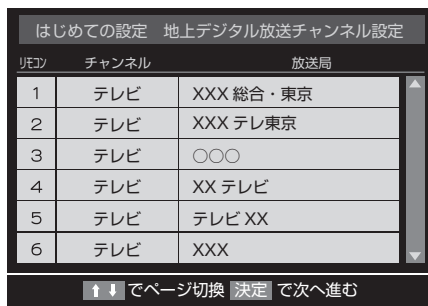 はじめての設定　地上デジタル放送チャンネル設定
リモコン チャンネル 放送局
1 テレビ XXX 総合・東京
2 テレビ XXX テレ東京
3 テレビ ○○○
4 テレビ XX テレビ
5 テレビ テレビ XX
6 テレビ XXX
⬆⬇ でページ切換 決定 で次へ進む